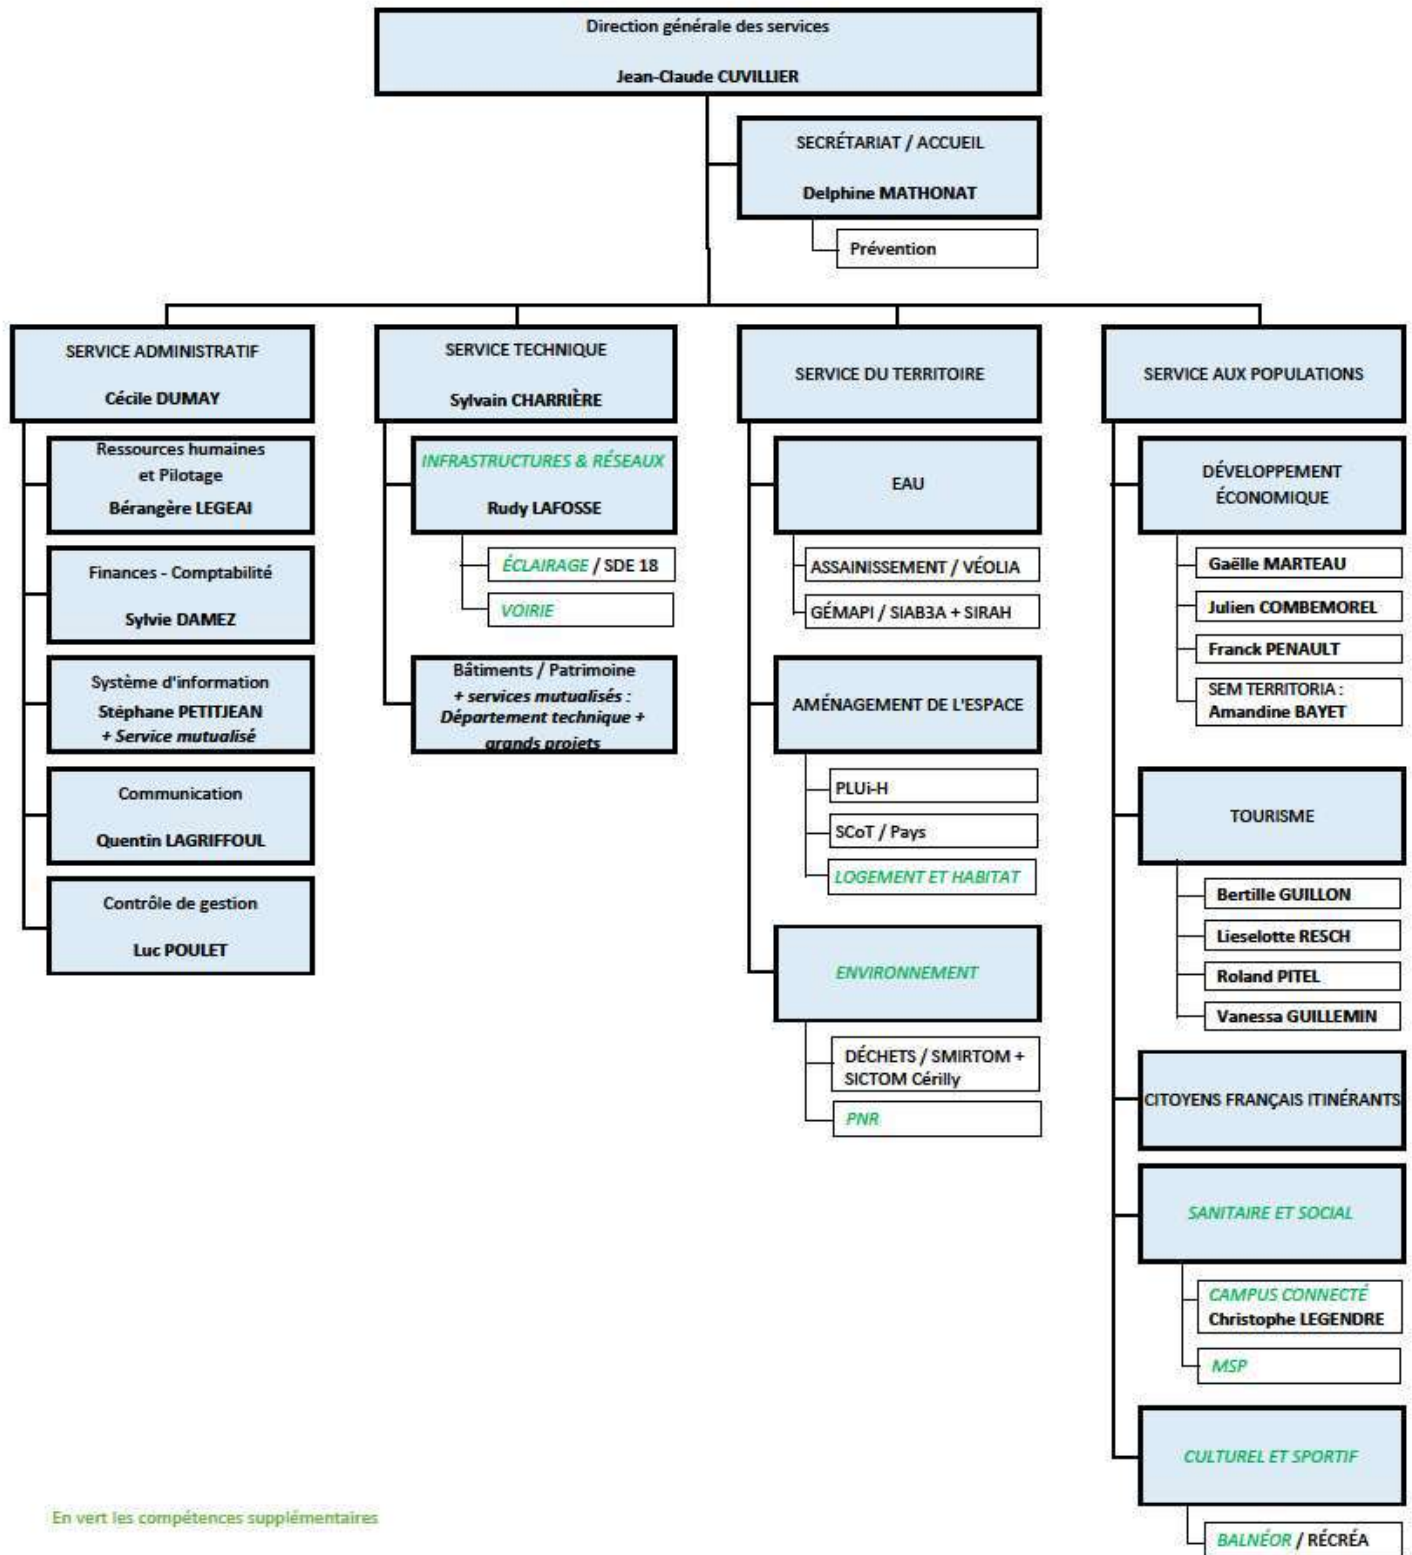 Direction générale des services
Jean-Claude CUVILLIER
SECRÉTARIAT / ACCUEIL
Delphine MATHONAT
Prévention
SERVICE ADMINISTRATIF
Cécile DUMAY
Ressources humaines
et Pilotage
Bérangère LEGEAI
Finances - Comptabilité
Sylvie DAMEZ
Système d'information
Stéphane PETITJEAN
+ Service mutualisé
Communication
Quentin LAGRIFFOUL
Contrôle de gestion
Luc POULET
SERVICE TECHNIQUE
Sylvain CHARRIÈRE
INFRASTRUCTURES & RÉSEAUX
Rudy LAFOSSE
ÉCLAIRAGE / SDE 18
VOIRIE
Bâtiments / Patrimoine
+ services mutualisés :
Département technique +
grands projets
SERVICE DU TERRITOIRE
EAU
ASSAINISSEMENT / VÉOLIA
GÉMAPI / SIAB3A + SIRAH
AMÉNAGEMENT DE L'ESPACE
PLUi-H
SCoT / Pays
LOGEMENT ET HABITAT
ENVIRONNEMENT
DÉCHETS / SMIRTOM +
SICTOM Cérilly
PNR
SERVICE AUX POPULATIONS
DÉVELOPPEMENT
ÉCONOMIQUE
Gaëlle MARTEAU
Julien COMBEMOREL
Franck PENAULT
SEM TERRITORIA :
Amandine BAYET
TOURISME
Bertille GUILLON
Lieselotte RESCH
Roland PITEL
Vanessa GUILLEMIN
CITOYENS FRANÇAIS ITINÉRANTS
SANITAIRE ET SOCIAL
CAMPUS CONNECTÉ
Christophe LEGENDRE
MSP
CULTUREL ET SPORTIF
BALNÉOR / RÉCRÉA
En vert les compétences supplémentaires